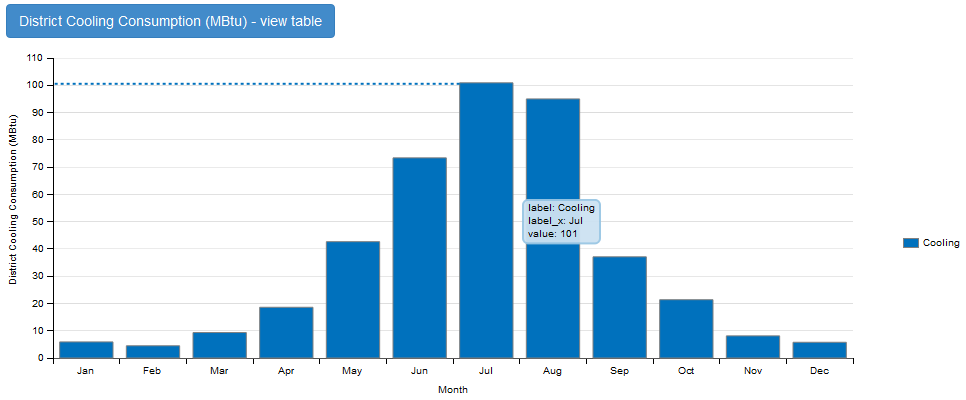 District Cooling Consumption (MBtu) - view table
110
100
90
80
70
60
50
40
30
20
10
0
District Cooling Consumption (MBtu)
label: Cooling
label_x: Jul
value: 101
Cooling
Jan Feb Mar Apr May Jun Jul Aug Sep Oct Nov Dec
Month